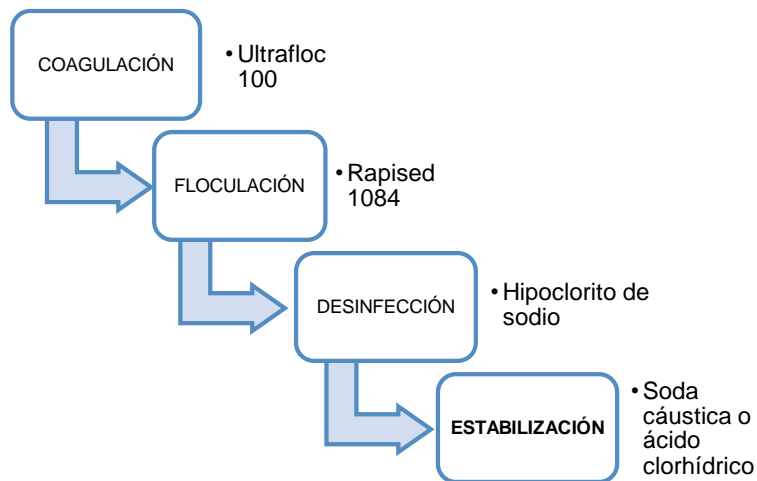 COAGULACIÓN
• Ultrafloc
100
FLOCULACIÓN
• Rapised
1084
DESINFECCIÓN
• Hipoclorito de
sodio
ESTABILIZACIÓN
• Soda
cáustica o
ácido
clorhídrico